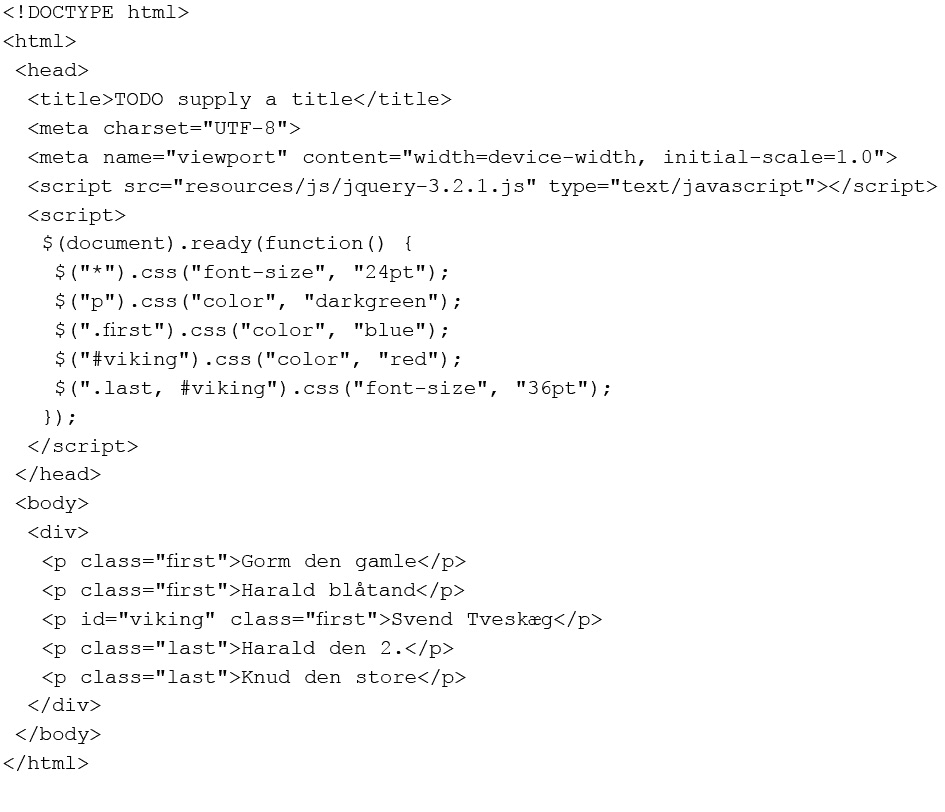 <!DOCTYPE html>
<html>
<head>
<title>TODO supply a title</title>
<meta charset="UTF-8">
<meta name="viewport" content="width=device-width, initial-scale=1.0">
<script src="resources/js/jquery-3.2.1.js" type="text/javascript"></script>
<script>
$(document).ready(function() {
$("*").css("font-size", "24pt");
$("p").css("color", "darkgreen");
$(".first").css("color", "blue");
$("#viking").css("color", "red");
$(".last, #viking").css("font-size", "36pt");
});
</script>
</head>
<body>
<div>
<p class="first">Gorm den gamle</p>
<p class="first">Harald blåtand</p>
<p id="viking" class="first">Svend Tveskæg</p>
<p class="last">Harald den 2.</p>
<p class="last">Knud den store</p>
</div>
</body>
</html>